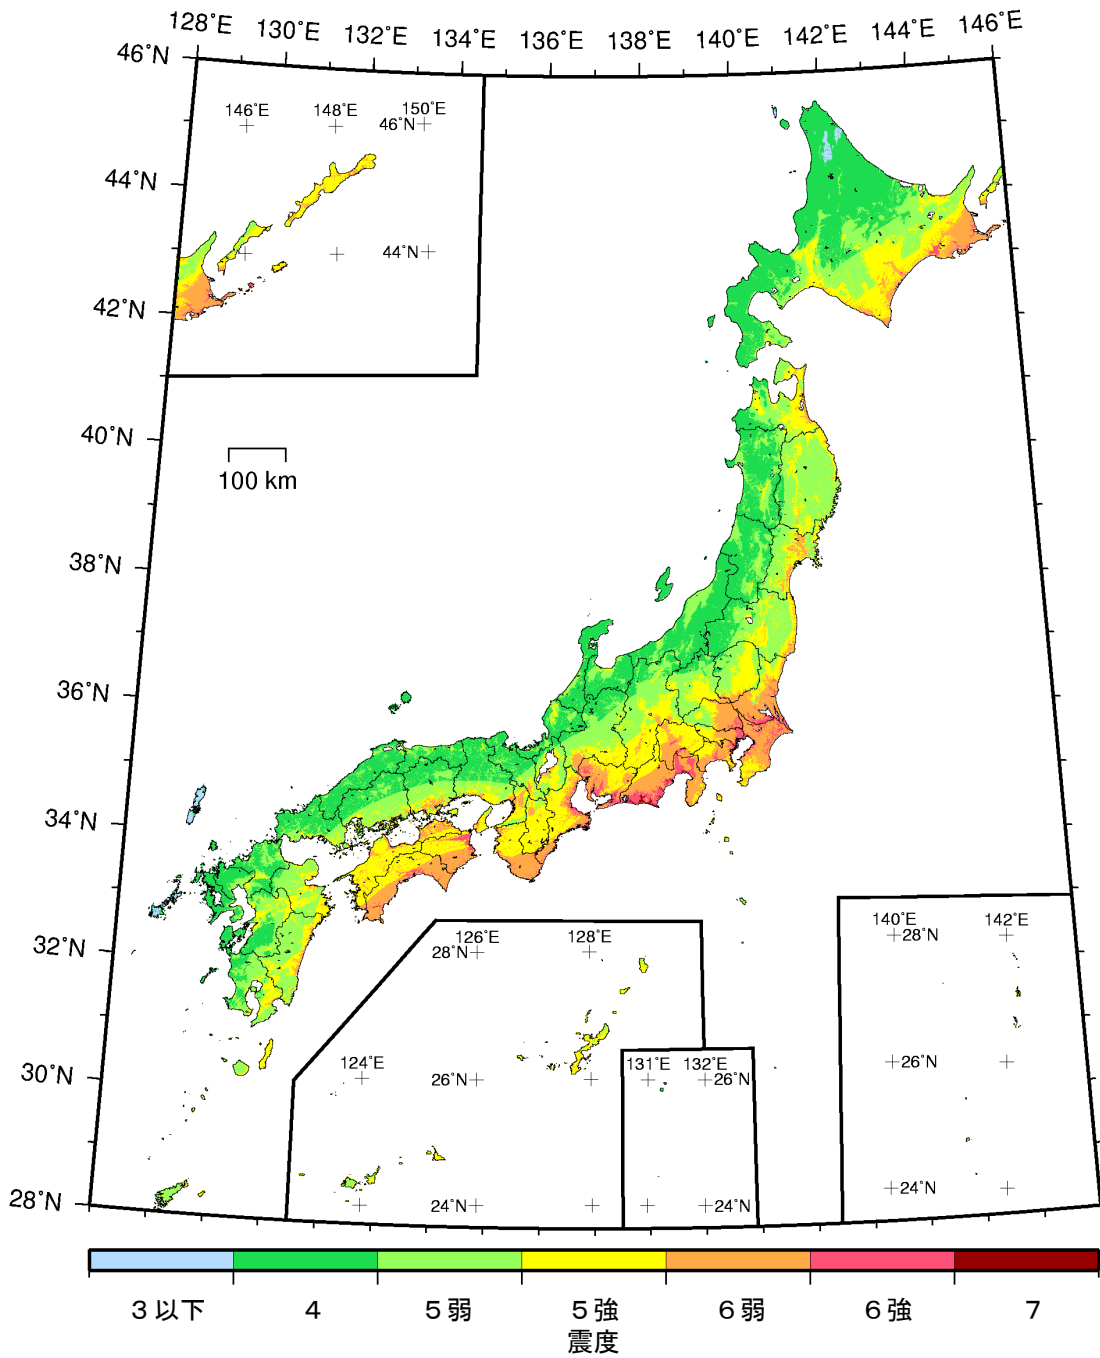 128°E 130°E 132°E 134°E 136°E 138°E 140°E 142°E 144°E 146°E
46°N
146°E 148°E 150°E
46°N
44°N
44°N
42°N
40°N
100 km
38°N
36°N
34°N
32°N
126°E 128°E
28°N
140°E 142°E
28°N
124°E
131°E 132°E
30°N
26°N
26°N
26°N
28°N
24°N
24°N
24°N
3以下 4 5弱 5強 6弱 6強 7
震度